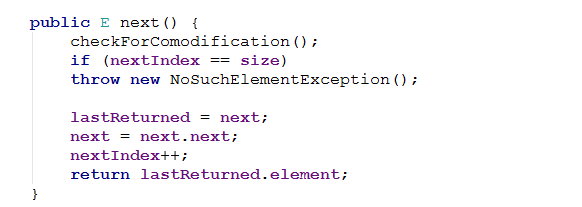 public E next() {
    checkForComodification();
    if (nextIndex == size)
    throw new NoSuchElementException();

    lastReturned = next;
    next = next.next;
    nextIndex++;
    return lastReturned.element;
}